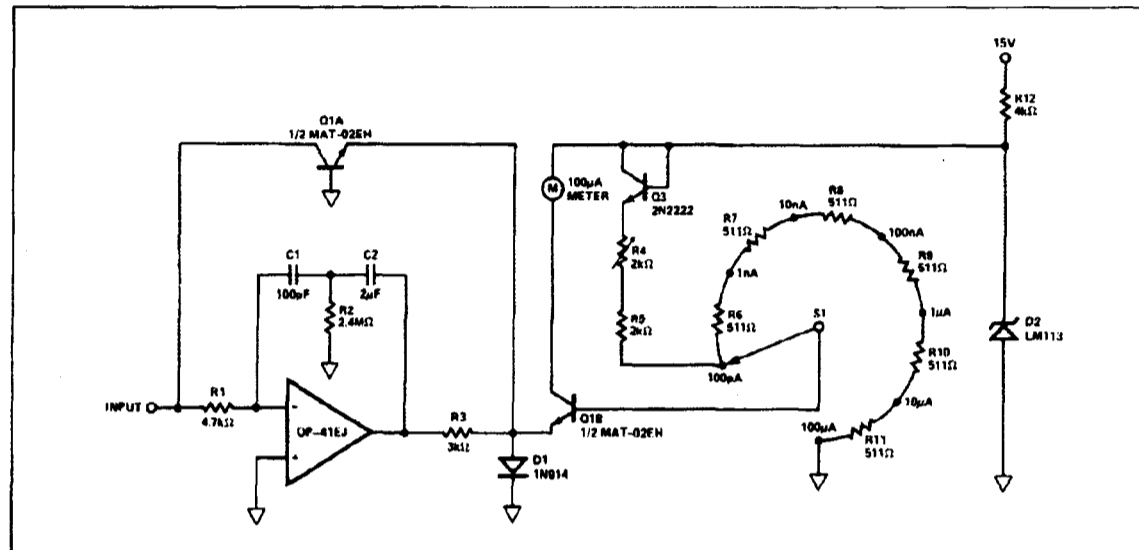 15V
R12
4kΩ
Q1A
1/2 MAT-02EH
M
100μA
METER
Q3
2N2222
R4
2kΩ
R5
2kΩ
R6
511Ω
R7
511Ω
R8
511Ω
R9
511Ω
R10
511Ω
R11
511Ω
100pA
1nA
10nA
100nA
1μA
10μA
100μA
S1
D2
LM113
C1
100pF
C2
2μF
R2
2.4MΩ
INPUT
R1
4.7kΩ
-
+
OP-41EJ
R3
3kΩ
D1
1N914
Q1B
1/2 MAT-02EH